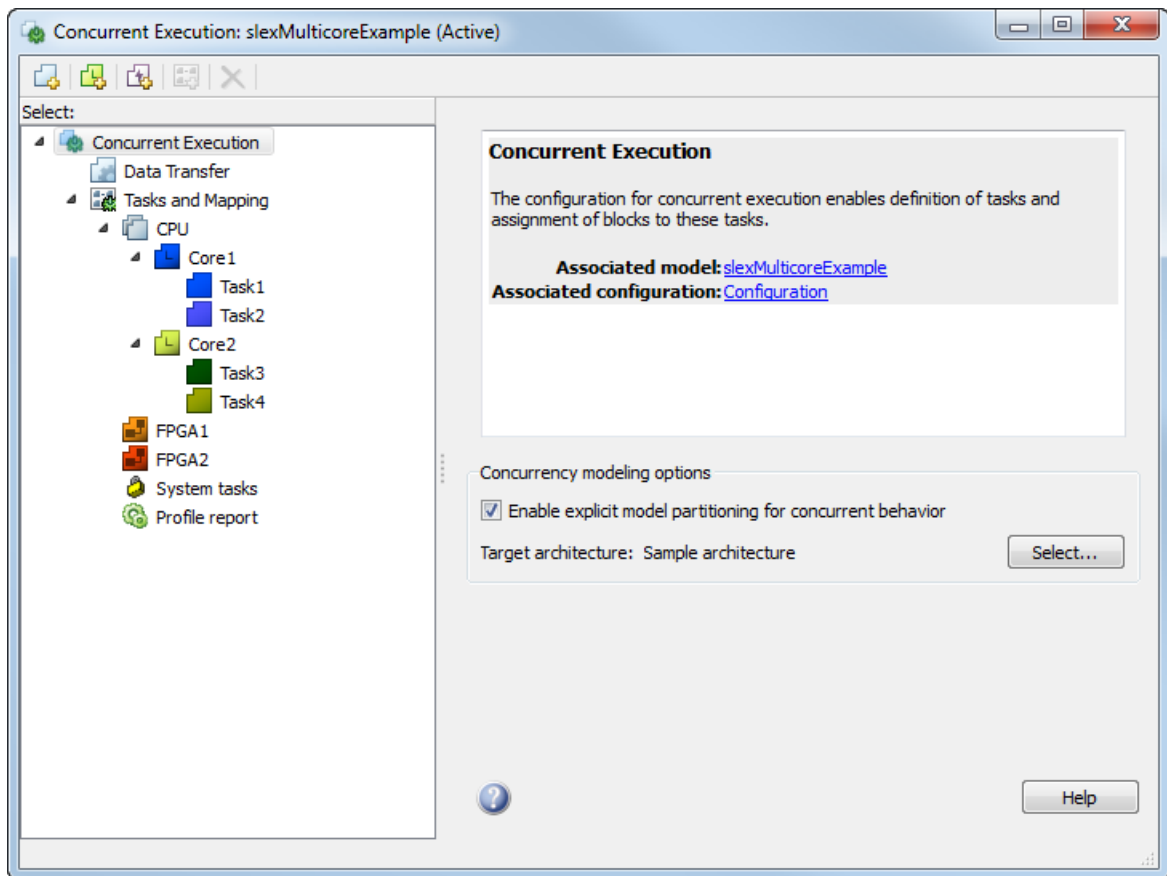 Concurrent Execution: slexMulticoreExample (Active)
Select:
Concurrent Execution
Data Transfer
Tasks and Mapping
CPU
Core1
Task1
Task2
Core2
Task3
Task4
FPGA1
FPGA2
System tasks
Profile report
Concurrent Execution
The configuration for concurrent execution enables definition of tasks and
assignment of blocks to these tasks.
Associated model: slexMulticoreExample
Associated configuration: Configuration
Concurrency modeling options
Enable explicit model partitioning for concurrent behavior
Target architecture: Sample architecture
Select...
Help